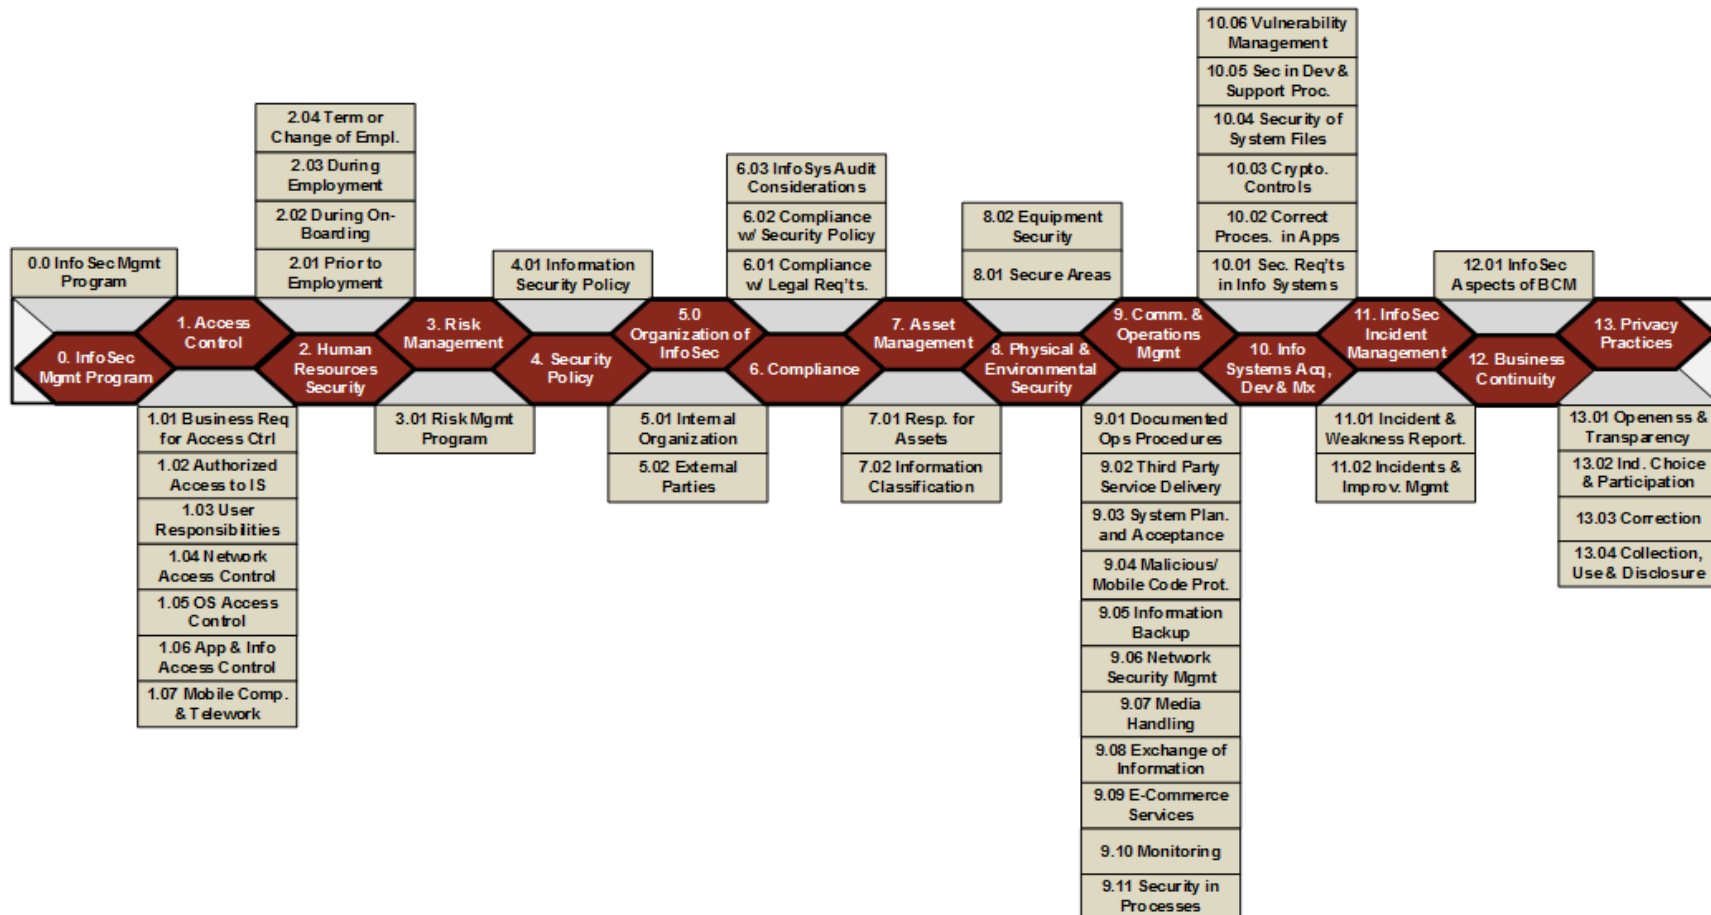 0.0 InfoSec Mgmt
Program
0. InfoSec
Mgmt Program
1. Access
Control
1.01 Business Req
for Access Ctrl
1.02 Authorized
Access to IS
1.03 User
Responsibilities
1.04 Network
Access Control
1.05 OS Access
Control
1.06 App & Info
Access Control
1.07 Mobile Comp.
& Telework
2.04 Term or
Change of Empl.
2.03 During
Employment
2.02 During On-
Boarding
2.01 Prior to
Employment
2. Human
Resources
Security
3. Risk
Management
3.01 Risk Mgmt
Program
4.01 Information
Security Policy
4. Security
Policy
5.0
Organization of
InfoSec
5.01 Internal
Organization
5.02 External
Parties
6.03 InfoSys Audit
Considerations
6.02 Compliance
w/ Security Policy
6.01 Compliance
w/ Legal Req'ts.
6. Compliance
7. Asset
Management
7.01 Resp. for
Assets
7.02 Information
Classification
8.02 Equipment
Security
8.01 Secure Areas
8. Physical &
Environmental
Security
9. Comm. &
Operations
Mgmt
9.01 Documented
Ops Procedures
9.02 Third Party
Service Delivery
9.03 System Plan.
and Acceptance
9.04 Malicious/
Mobile Code Prot.
9.05 Information
Backup
9.06 Network
Security Mgmt
9.07 Media
Handling
9.08 Exchange of
Information
9.09 E-Commerce
Services
9.10 Monitoring
9.11 Security in
Processes
10.06 Vulnerability
Management
10.05 Sec in Dev &
Support Proc.
10.04 Security of
System Files
10.03 Crypto.
Controls
10.02 Correct
Proces. in Apps
10.01 Sec. Req'ts
in Info Systems
10. Info
Systems Acq,
Dev & Mx
11. InfoSec
Incident
Management
11.01 Incident &
Weakness Report.
11.02 Incidents &
Improv. Mgmt
12.01 InfoSec
Aspects of BCM
12. Business
Continuity
13. Privacy
Practices
13.01 Openenss &
Transparency
13.02 Ind. Choice
& Participation
13.03 Correction
13.04 Collection,
Use & Disclosure